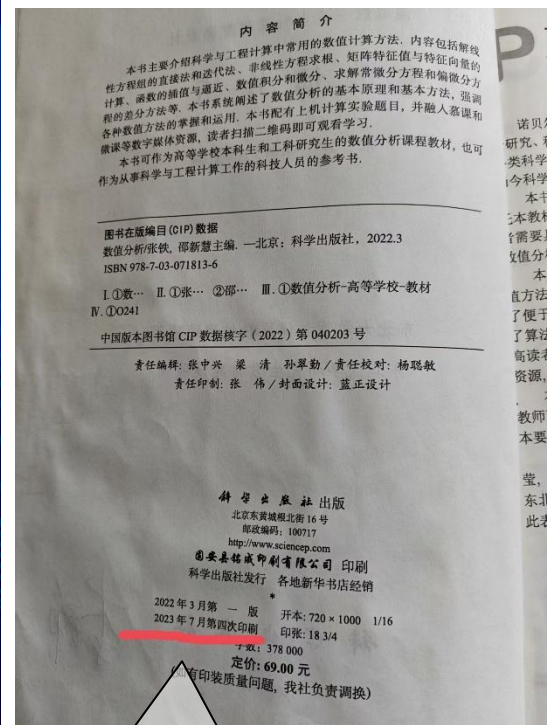 内容简介
本书主要介绍科学与工程计算中常用的数值计算方法. 内容包括解线
性方程组的直接法和迭代法、非线性方程求根、矩阵特征值与特征向量的
计算、函数的插值与逼近、数值积分和微分、求解常微分方程和偏微分方
程的差分方法等. 本书系统阐述了数值分析的基本原理和基本方法, 强调
各种数值方法的掌握和运用. 本书配有上机计算实验题目, 并融入慕课和
微课等数字媒体资源, 读者扫描二维码即可观看学习.
本书可作为高等学校本科生和工科研究生的数值分析课程教材, 也可
作为从事科学与工程计算工作的科技人员的参考书.
图书在版编目(CIP)数据
数值分析/张铁, 邵新慧主编. —北京: 科学出版社, 2022.3
ISBN 978-7-03-071813-6
Ⅰ.①数… Ⅱ.①张… ②邵… Ⅲ.①数值分析-高等学校-教材
Ⅳ.①O241
中国版本图书馆 CIP 数据核字(2022)第 040203 号
责任编辑: 张中兴 梁 清 孙翠勤/责任校对: 杨聪敏
责任印制: 张 伟/封面设计: 蓝正设计
科学出版社 出版
北京东黄城根北街 16 号
邮政编码: 100717
http://www.sciencep.com
固安县铭成印刷有限公司 印刷
科学出版社发行 各地新华书店经销
*
2022 年 3 月第 一 版 开本: 720 × 1000 1/16
2023 年 7 月第四次印刷 印张: 18 3/4
字数: 378 000
定价: 69.00 元
有印装质量问题, 我社负责调换)
P
诺贝
研究、
类科学
今科学
本书
本教材
需要
值分
本
值方法
了便于
了算法
高读者
资源,
教师
本要
莹,
东北
此表